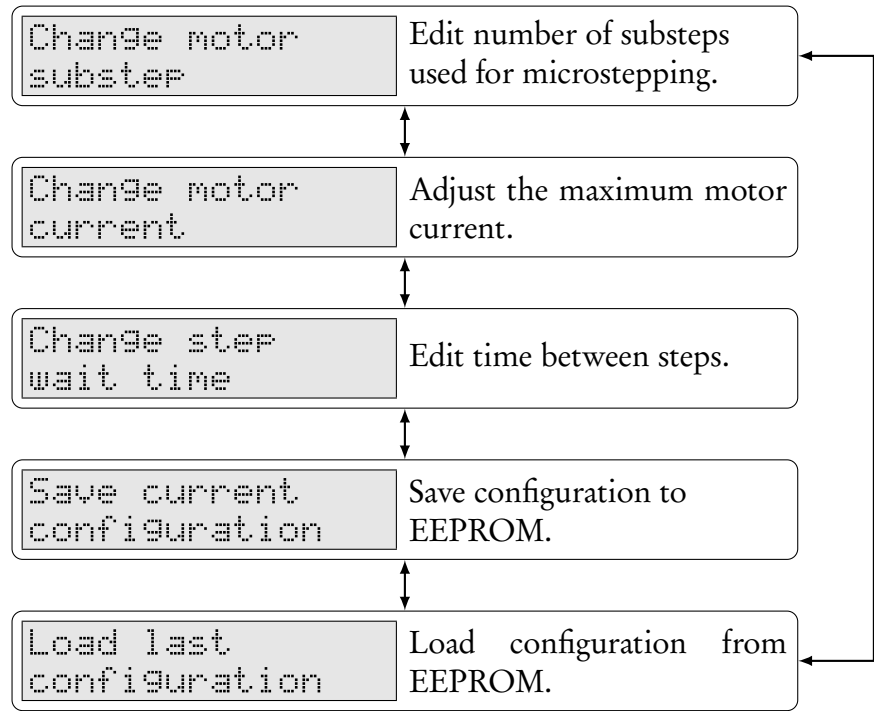 Change motor
substep
Edit number of substeps
used for microstepping.
Change motor
current
Adjust the maximum motor
current.
Change step
wait time
Edit time between steps.
Save current
configuration
Save configuration to
EEPROM.
Load last
configuration
Load configuration from
EEPROM.